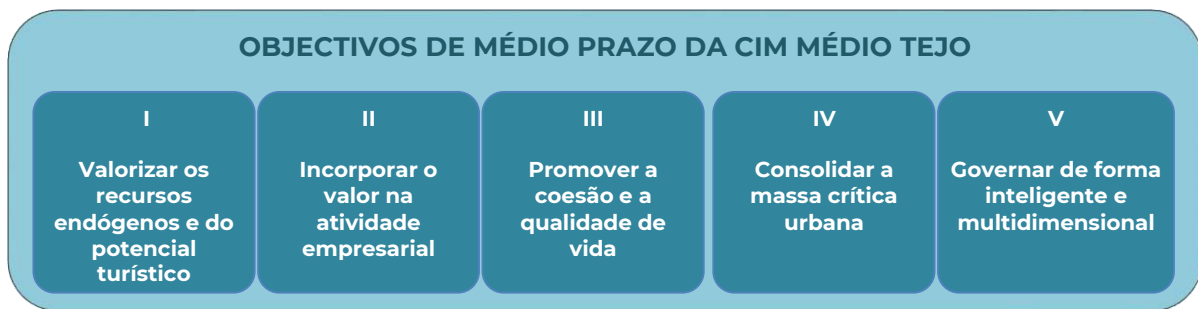 OBJECTIVOS DE MÉDIO PRAZO DA CIM MÉDIO TEJO
I
Valorizar os
recursos
endógenos e do
potencial
turístico
II
Incorporar o
valor na
atividade
empresarial
III
Promover a
coesão e a
qualidade de
vida
IV
Consolidar a
massa crítica
urbana
V
Governar de forma
inteligente e
multidimensional